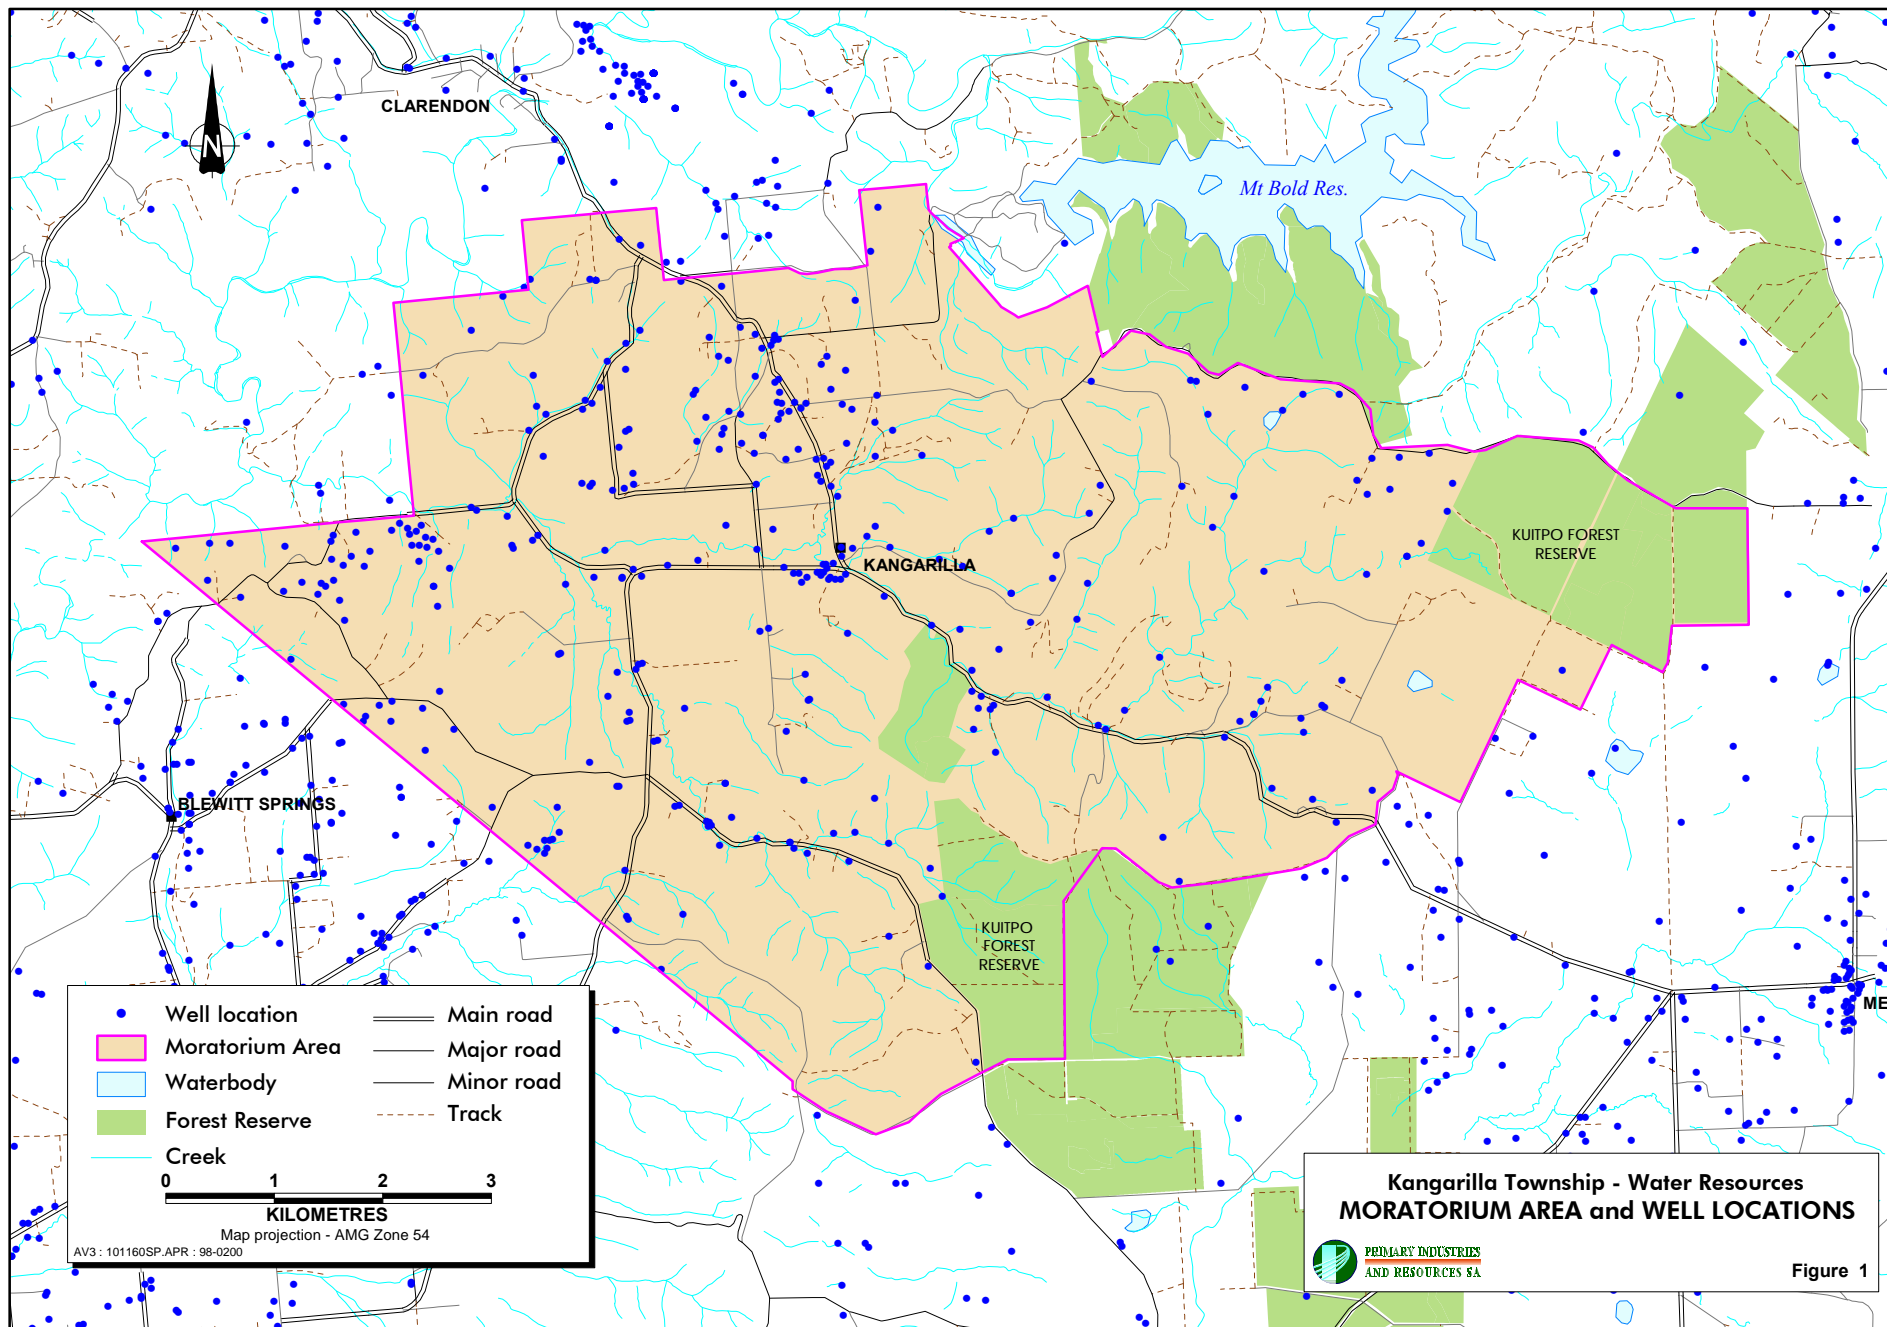 CLARENDON
N
Mt Bold Res.
KUITPO FOREST
RESERVE
KANGARILLA
BLEWITT SPRINGS
KUITPO
FOREST
RESERVE
ME
Well location
Moratorium Area
Waterbody
Forest Reserve
Creek
Main road
Major road
Minor road
Track
0 1 2 3
KILOMETRES
Map projection - AMG Zone 54
AV3 : 101160SP.APR : 98-0200
Kangarilla Township - Water Resources
MORATORIUM AREA and WELL LOCATIONS
PRIMARY INDUSTRIES
AND RESOURCES SA
Figure 1